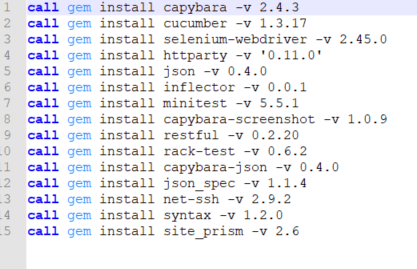 1 call gem install capybara -v 2.4.3
2 call gem install cucumber -v 1.3.17
3 call gem install selenium-webdriver -v 2.45.0
4 call gem install httparty -v '0.11.0'
5 call gem install json -v 0.4.0
6 call gem install inflector -v 0.0.1
7 call gem install minitest -v 5.5.1
8 call gem install capybara-screenshot -v 1.0.9
9 call gem install restful -v 0.2.20
10 call gem install rack-test -v 0.6.2
11 call gem install capybara-json -v 0.4.0
12 call gem install json_spec -v 1.1.4
13 call gem install net-ssh -v 2.9.2
14 call gem install syntax -v 1.2.0
15 call gem install site_prism -v 2.6